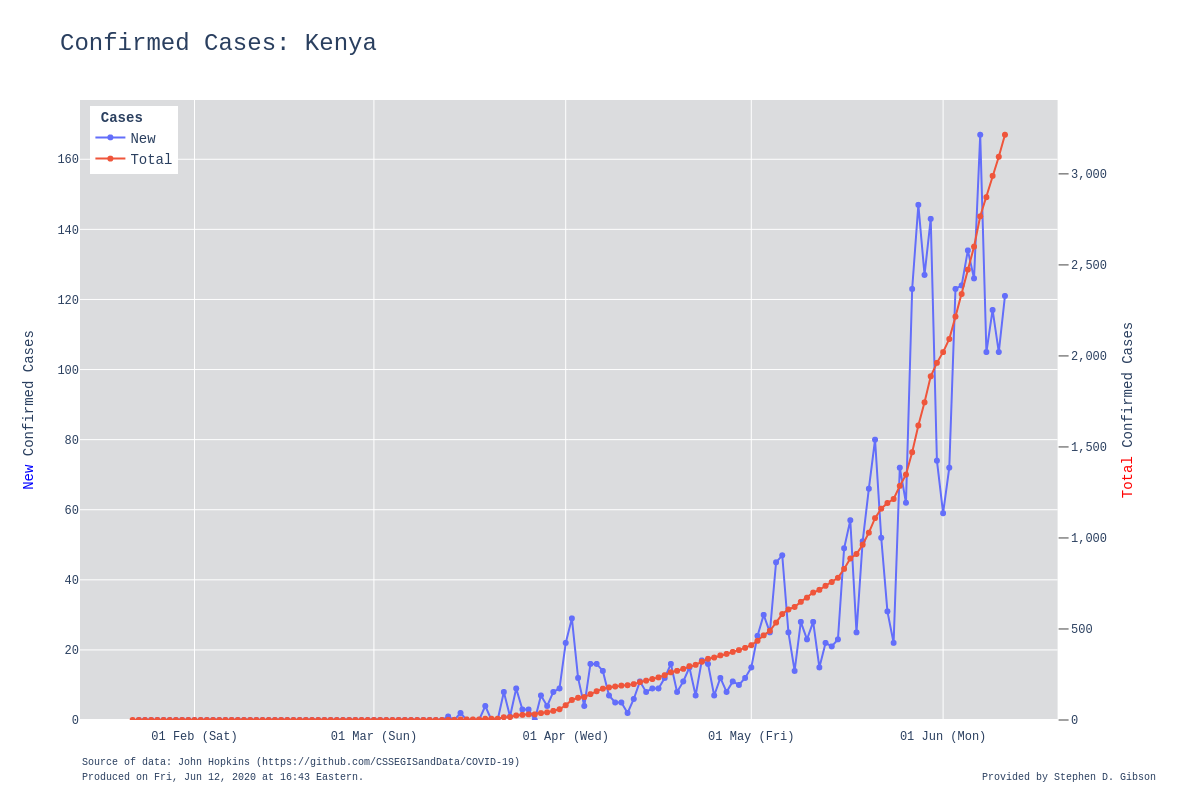 Confirmed Cases: Kenya
Cases
New
Total
160
140
120
100
80
60
40
20
0
3,000
2,500
2,000
1,500
1,000
500
0
New Confirmed Cases
Total Confirmed Cases
01 Feb (Sat)
01 Mar (Sun)
01 Apr (Wed)
01 May (Fri)
01 Jun (Mon)
Source of data: John Hopkins (https://github.com/CSSEGISandData/COVID-19)
Produced on Fri, Jun 12, 2020 at 16:43 Eastern.
Provided by Stephen D. Gibson